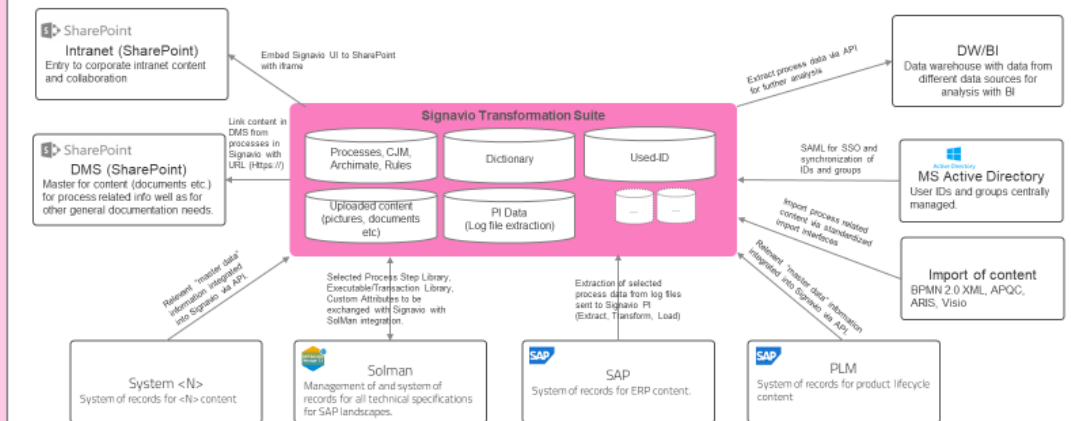 SharePoint
Intranet (SharePoint)
Entry to corporate intranet content
and collaboration
Embed Signavio UI to SharePoint
with iframe
Extract process data via API
for further analysis
DW/BI
Data warehouse with data from
different data sources for
analysis with BI
Link content in
DMS from
processes in
Signavio with
URL (Https://)
SharePoint
DMS (SharePoint)
Master for content (documents etc.)
for process related info well as for
other general documentation needs.
Signavio Transformation Suite
Processes, CJM,
Archimate, Rules
Dictionary
Used-ID
Uploaded content
(pictures, documents
etc)
PI Data
(Log file extraction)
...
...
SAML for SSO and
synchronization of
IDs and groups
Active Directory
MS Active Directory
User IDs and groups centrally
managed.
Import process related
content via standardized
import interfaces
Import of content
BPMN 2.0 XML, APQC,
ARIS, Visio
Relevent "master data"
information integrated
into Signavio via API.
Selected Process Step Library,
Executable/Transaction Library,
Custom Attributes to be
exchanged with Signavio with
SolMan integration.
Extraction of selected
process data from log files
sent to Signavio PI
(Extract, Transform, Load)
Relevent "master data" information
integrated into Signavio via API.
System <N>
System of records for <N> content
Solman
Management of and system of
records for all technical specifications
for SAP landscapes.
SAP
SAP
System of records for ERP content.
SAP
PLM
System of records for product lifecycle
content